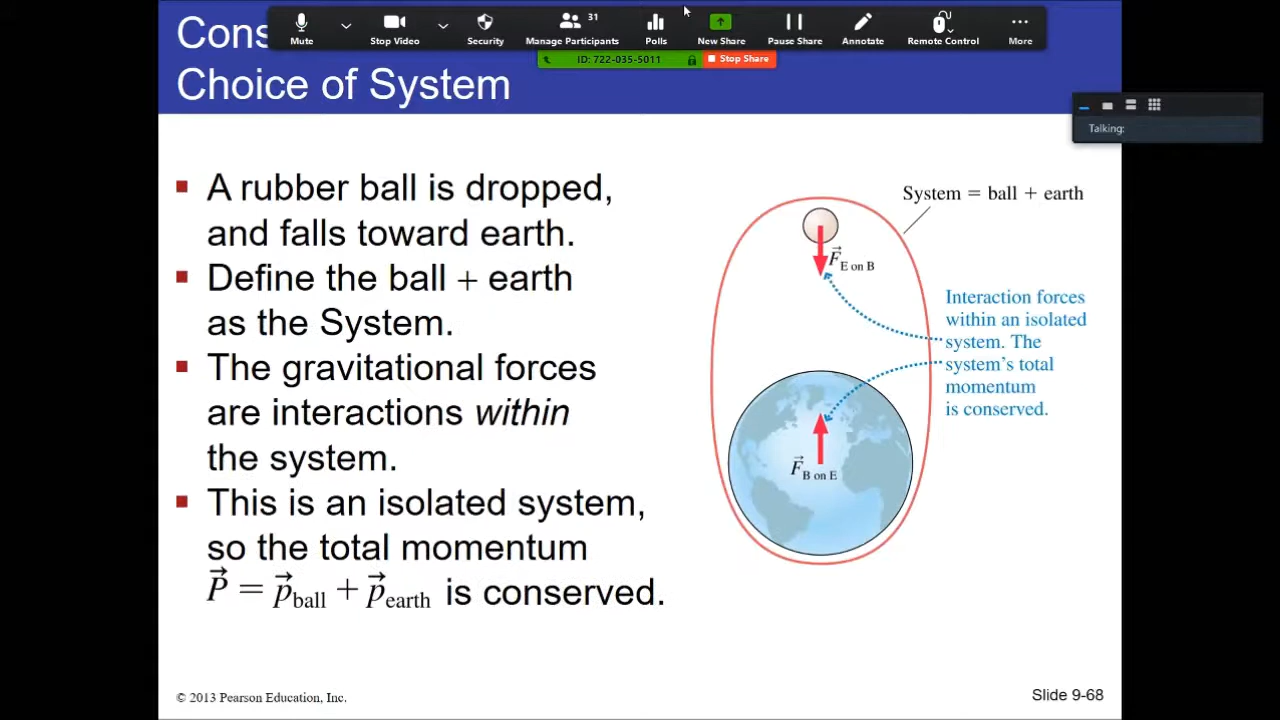 Cons
Choice of System
Mute
Stop Video
Security
31
Manage Participants
Polls
New Share
Pause Share
Annotate
Remote Control
More
ID: 722-035-5011
Stop Share
Talking:
A rubber ball is dropped,
and falls toward earth.
Define the ball + earth
as the System.
The gravitational forces
are interactions within
the system.
This is an isolated system,
so the total momentum
P⃗ = p⃗ball + p⃗earth is conserved.
System = ball + earth
F⃗E on B
Interaction forces
within an isolated
system. The
system's total
momentum
is conserved.
F⃗B on E
© 2013 Pearson Education, Inc.
Slide 9-68